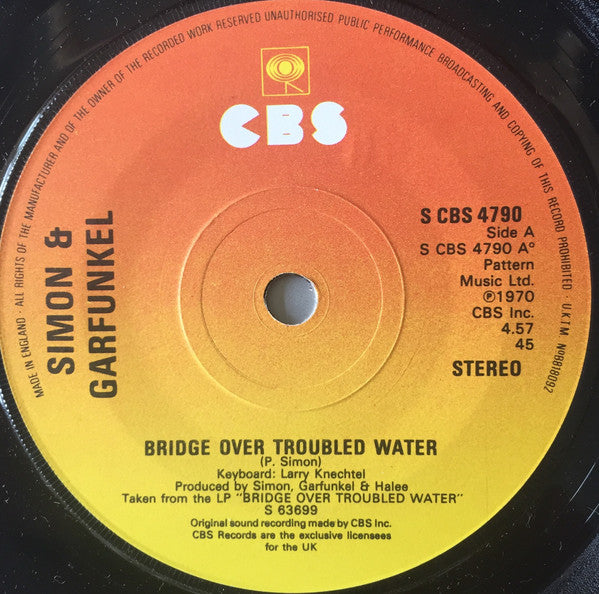 MADE IN ENGLAND · ALL RIGHTS OF THE MANUFACTURER AND OF THE OWNER OF THE RECORDED WORK RESERVED UNAUTHORISED PUBLIC PERFORMANCE BROADCASTING AND COPYING OF THIS RECORD PROHIBITED · U.K.T.M. Nº B818092
CBS
SIMON &
GARFUNKEL
S CBS 4790
Side A
S CBS 4790 A°
Pattern
Music Ltd.
℗1970
CBS Inc.
4.57
45
STEREO
BRIDGE OVER TROUBLED WATER
(P. Simon)
Keyboard: Larry Knechtel
Produced by Simon, Garfunkel & Halee
Taken from the LP "BRIDGE OVER TROUBLED WATER"
S 63699
Original sound recording made by CBS Inc.
CBS Records are the exclusive licensees
for the UK